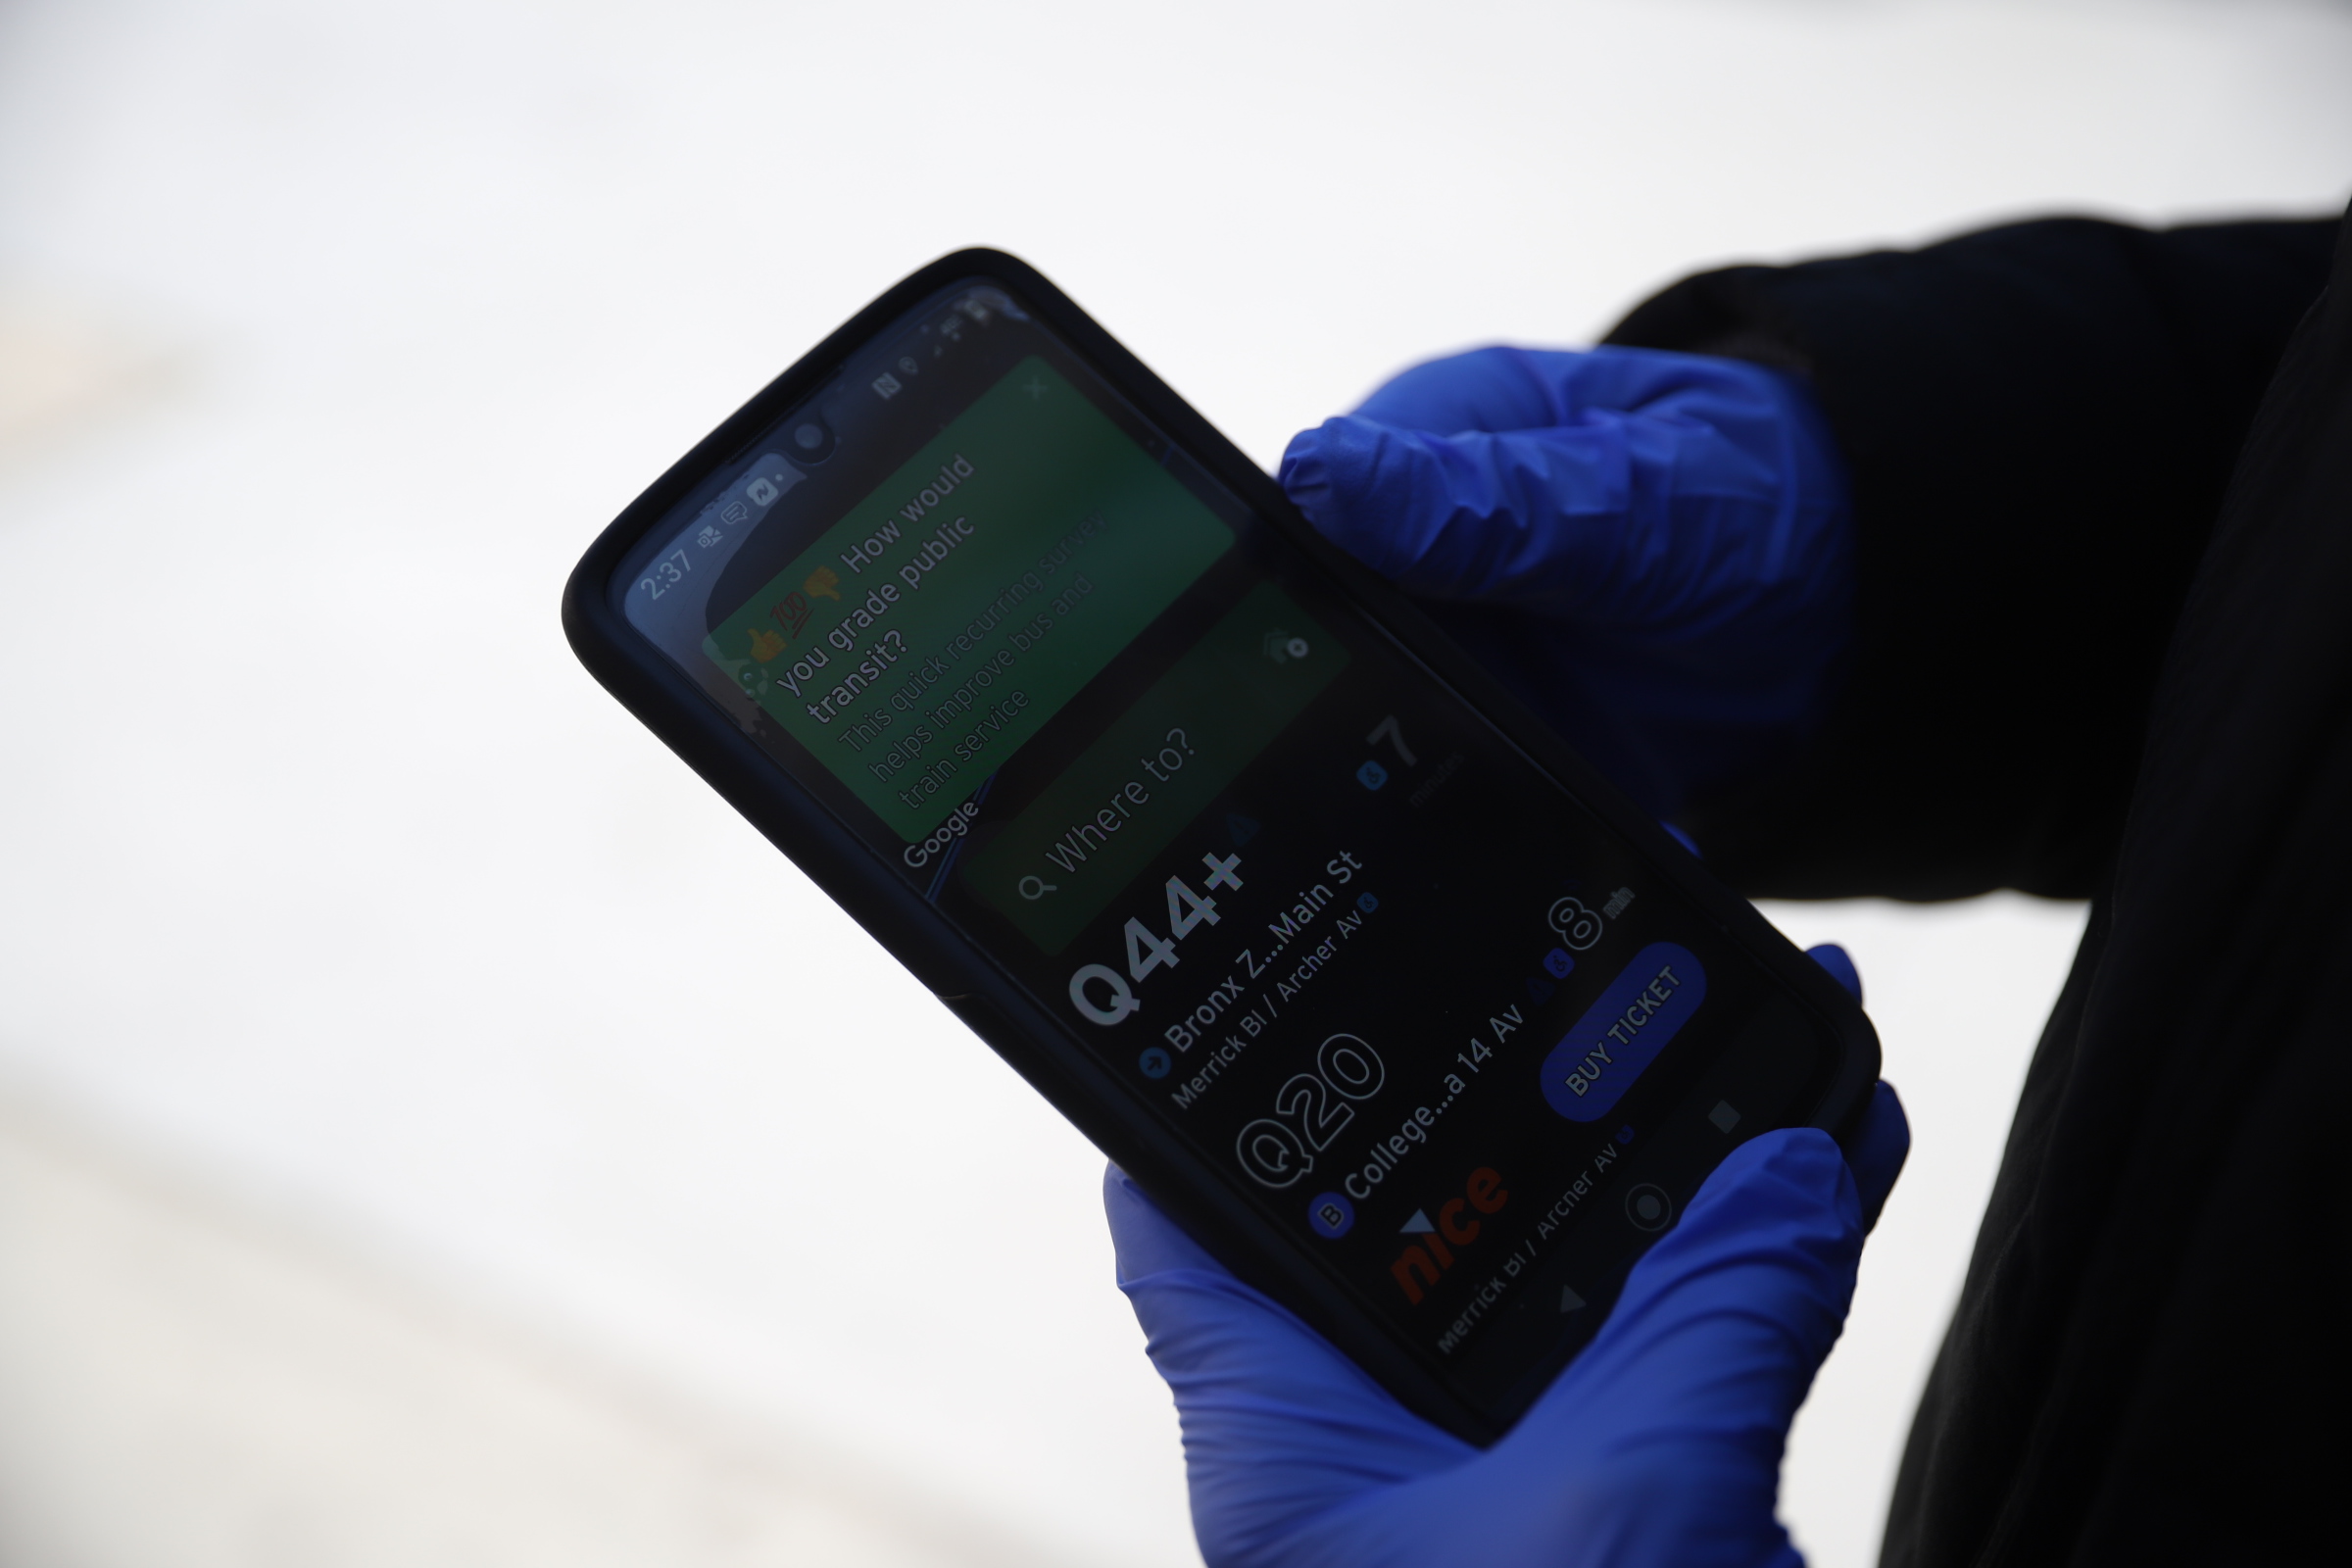 2:37
👍💯👎 How would
you grade public
transit?
This quick recurring survey
helps improve bus and
train service
Google
Where to?
Q44+
7
Bronx Z...Main St
minutes
Merrick Bl / Archer Av
Q20
8 min
B College...a 14 Av
BUY TICKET
nice
Merrick Bl / Archer Av